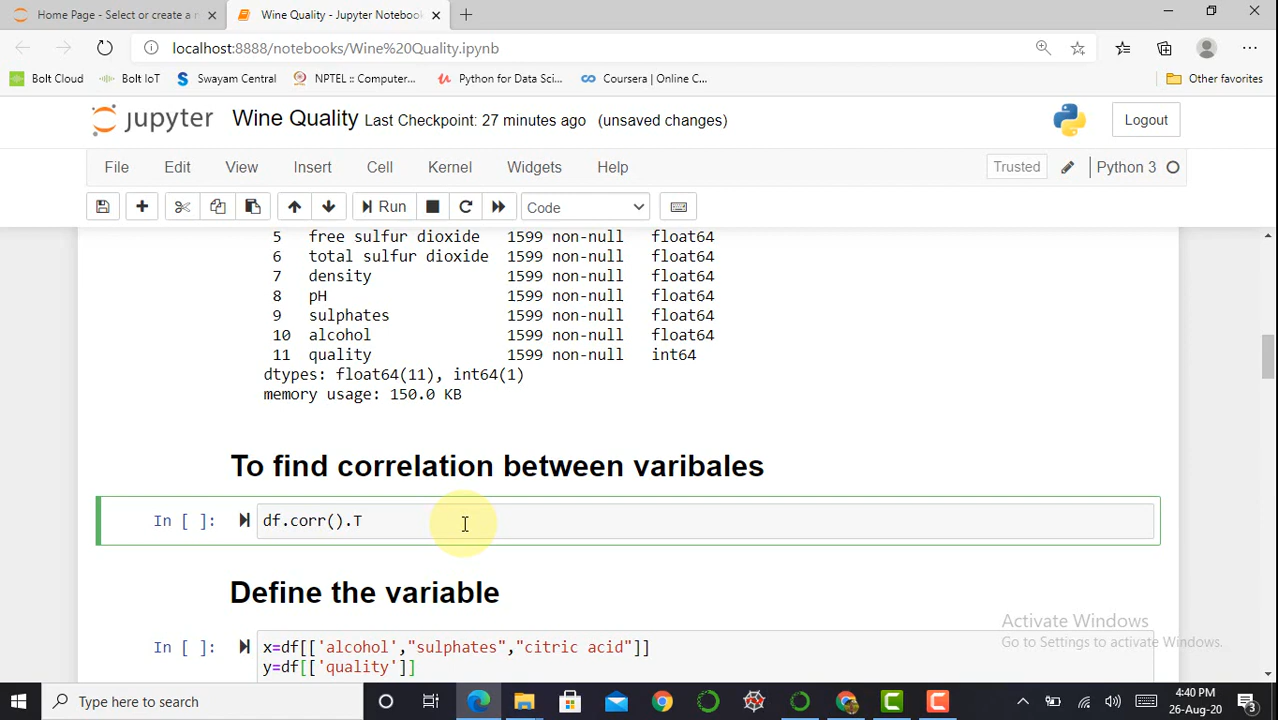 Home Page - Select or create a n
Wine Quality - Jupyter Notebook
localhost:8888/notebooks/Wine%20Quality.ipynb
Bolt Cloud
Bolt IoT
Swayam Central
NPTEL :: Computer...
Python for Data Sci...
Coursera | Online C...
Other favorites
jupyter Wine Quality Last Checkpoint: 27 minutes ago (unsaved changes)
Logout
File Edit View Insert Cell Kernel Widgets Help
Trusted
Python 3
Run
Code
5 free sulfur dioxide 1599 non-null float64
6 total sulfur dioxide 1599 non-null float64
7 density 1599 non-null float64
8 pH 1599 non-null float64
9 sulphates 1599 non-null float64
10 alcohol 1599 non-null float64
11 quality 1599 non-null int64
dtypes: float64(11), int64(1)
memory usage: 150.0 KB
To find correlation between varibales
In [ ]: df.corr().T
Define the variable
In [ ]: x=df[['alcohol',"sulphates","citric acid"]]
y=df[['quality']]
Activate Windows
Go to Settings to activate Windows.
Type here to search
4:40 PM
26-Aug-20
3